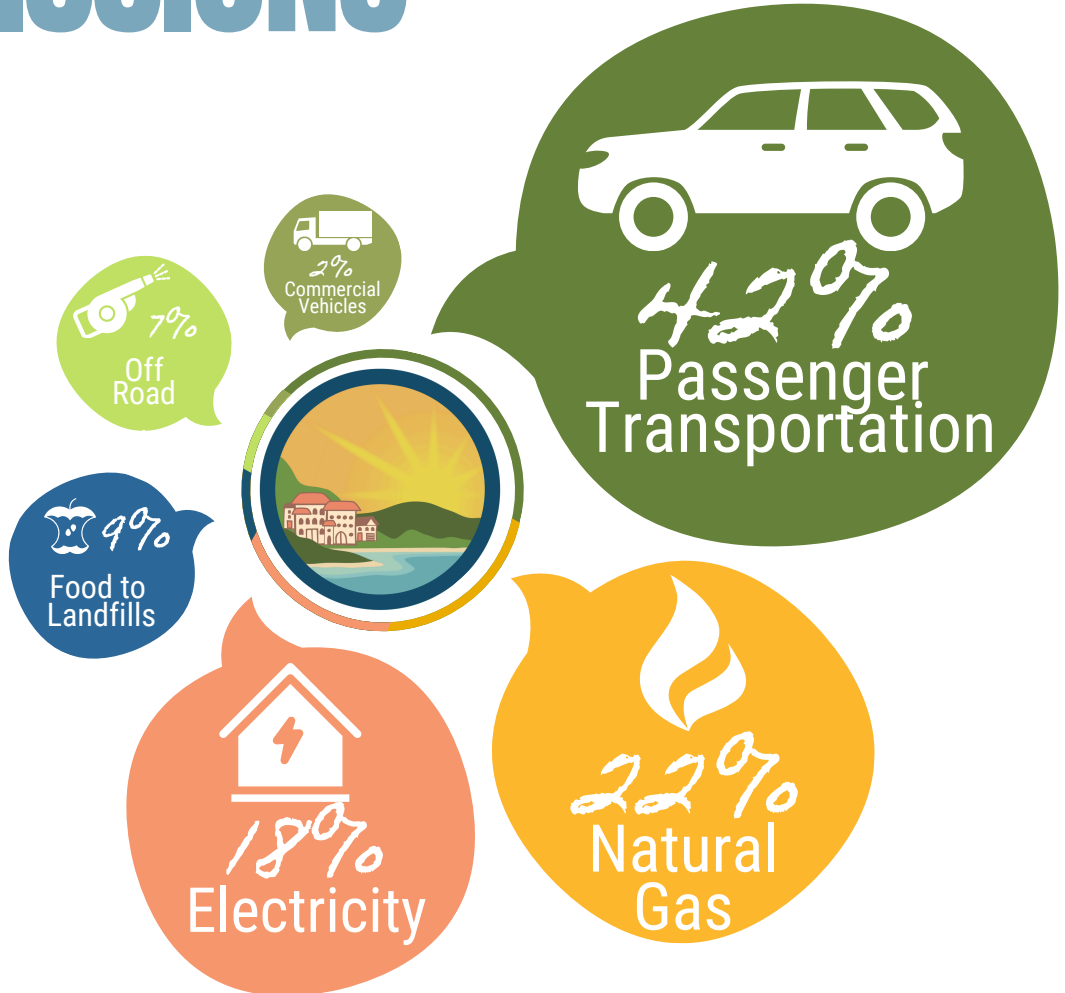 42%
Passenger
Transportation
2%
Commercial
Vehicles
7%
Off
Road
9%
Food to
Landfills
18%
Electricity
22%
Natural
Gas